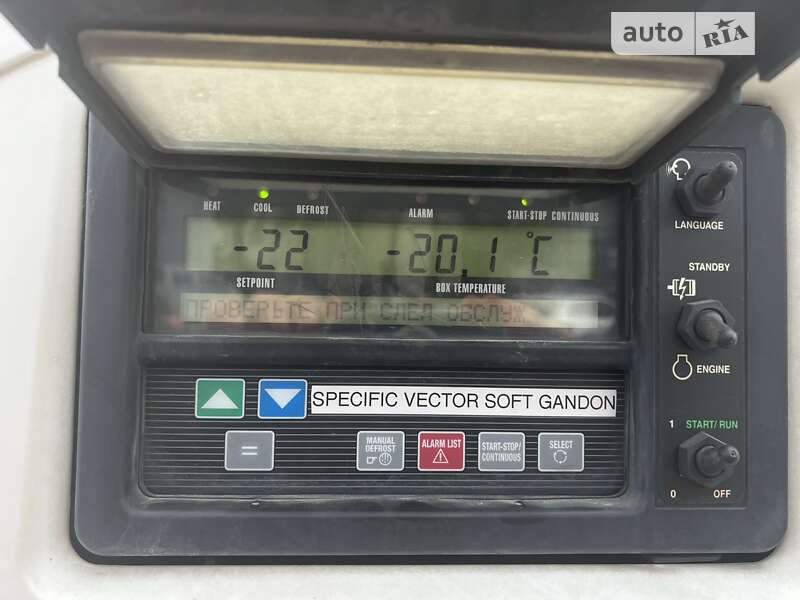 auto RIA
HEAT COOL DEFROST ALARM START-STOP CONTINUOUS
-22 -20,1 °C
SETPOINT BOX TEMPERATURE
ПРОВЕРЬТЕ ПРИ СЛЕД ОБСЛУЖ
SPECIFIC VECTOR SOFT GANDON
=
MANUAL DEFROST
ALARM LIST
START-STOP/ CONTINUOUS
SELECT
LANGUAGE
STANDBY
ENGINE
1 START/ RUN
0 OFF